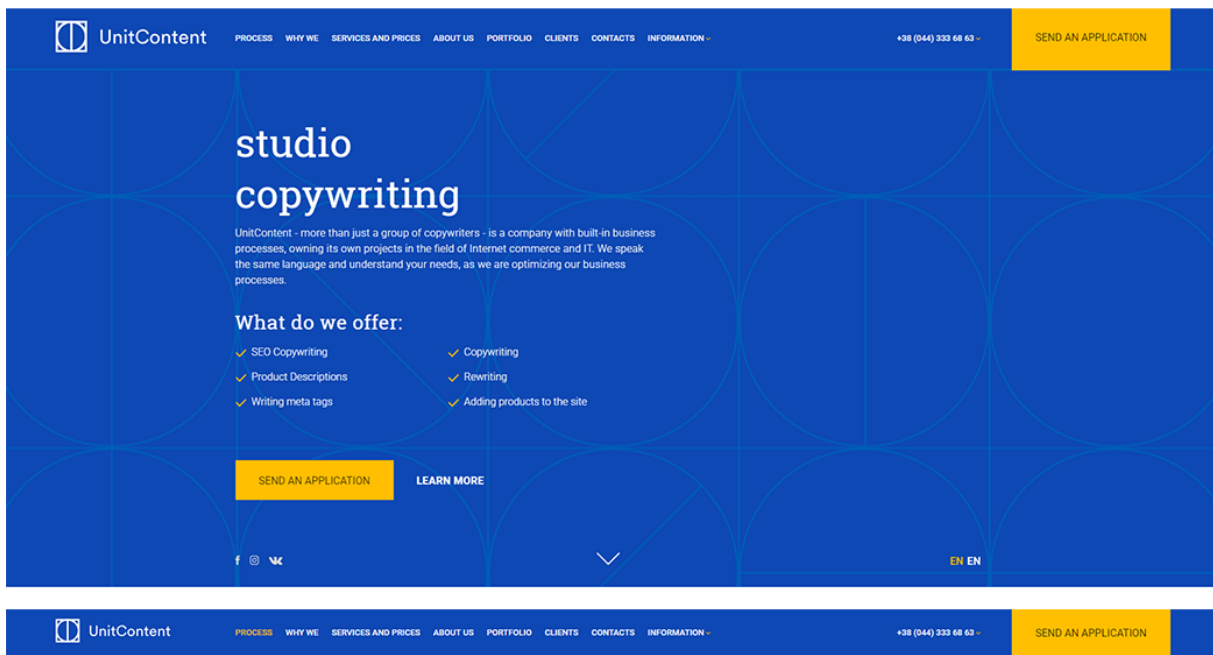 UnitContent PROCESS WHY WE SERVICES AND PRICES ABOUT US PORTFOLIO CLIENTS CONTACTS INFORMATION +38 (044) 333 68 63 SEND AN APPLICATION
studio
copywriting
UnitContent - more than just a group of copywriters - is a company with built-in business
processes, owning its own projects in the field of Internet commerce and IT. We speak
the same language and understand your needs, as we are optimizing our business
processes.
What do we offer:
SEO Copywriting Copywriting
Product Descriptions Rewriting
Writing meta tags Adding products to the site
SEND AN APPLICATION LEARN MORE
EN EN
UnitContent PROCESS WHY WE SERVICES AND PRICES ABOUT US PORTFOLIO CLIENTS CONTACTS INFORMATION +38 (044) 333 68 63 SEND AN APPLICATION